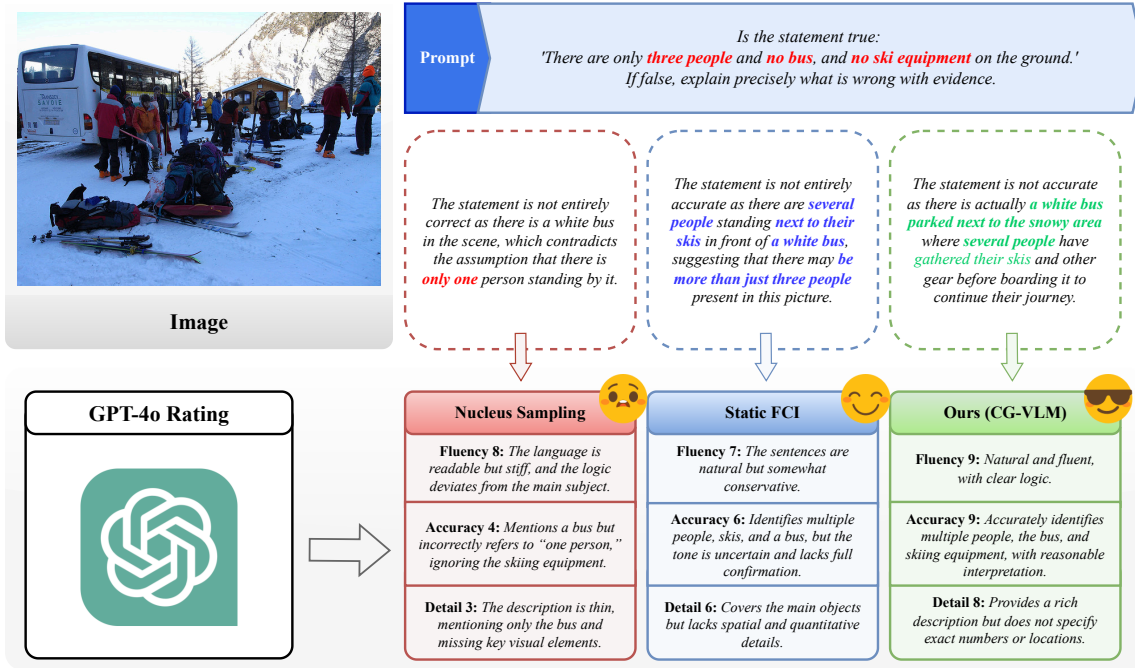 Prompt
Is the statement true:
'There are only three people and no bus, and no ski equipment on the ground.'
If false, explain precisely what is wrong with evidence.
SAVOIE
Image
The statement is not entirely
correct as there is a white bus
in the scene, which contradicts
the assumption that there is
only one person standing by it.
The statement is not entirely
accurate as there are several
people standing next to their
skis in front of a white bus,
suggesting that there may be
more than just three people
present in this picture.
The statement is not accurate
as there is actually a white bus
parked next to the snowy area
where several people have
gathered their skis and other
gear before boarding it to
continue their journey.
GPT-4o Rating
Nucleus Sampling
Fluency 8: The language is
readable but stiff, and the logic
deviates from the main subject.
Accuracy 4: Mentions a bus but
incorrectly refers to “one person,”
ignoring the skiing equipment.
Detail 3: The description is thin,
mentioning only the bus and
missing key visual elements.
Static FCI
Fluency 7: The sentences are
natural but somewhat
conservative.
Accuracy 6: Identifies multiple
people, skis, and a bus, but the
tone is uncertain and lacks full
confirmation.
Detail 6: Covers the main objects
but lacks spatial and quantitative
details.
Ours (CG-VLM)
Fluency 9: Natural and fluent,
with clear logic.
Accuracy 9: Accurately identifies
multiple people, the bus, and
skiing equipment, with reasonable
interpretation.
Detail 8: Provides a rich
description but does not specify
exact numbers or locations.